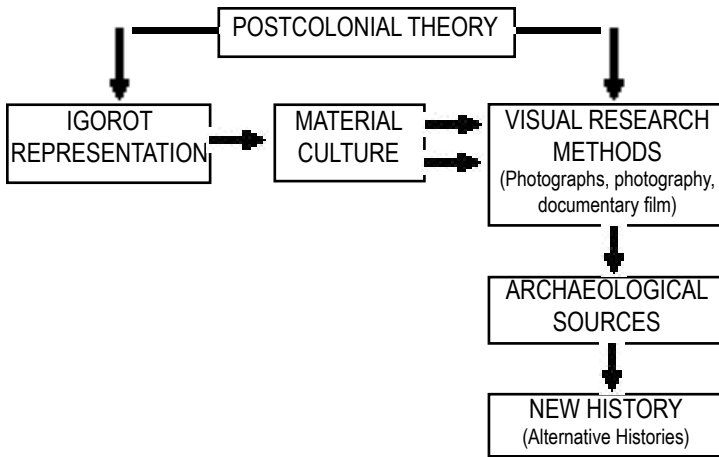 POSTCOLONIAL THEORY
IGOROT
REPRESENTATION
MATERIAL
CULTURE
VISUAL RESEARCH
METHODS
(Photographs, photography,
documentary film)
ARCHAEOLOGICAL
SOURCES
NEW HISTORY
(Alternative Histories)